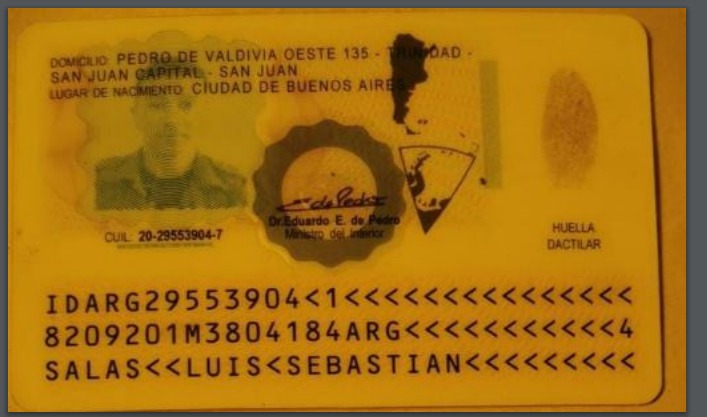 DOMICILIO: PEDRO DE VALDIVIA OESTE 135 - TRINIDAD -
SAN JUAN CAPITAL - SAN JUAN
LUGAR DE NACIMIENTO: CIUDAD DE BUENOS AIRES
E de Pedro
Dr.Eduardo E. de Pedro
Ministro del Interior
CUIL: 20-29553904-7
HUELLA
DACTILAR
IDARG29553904<1<<<<<<<<<<<<<<<
8209201M3804184ARG<<<<<<<<<<<4
SALAS<<LUIS<SEBASTIAN<<<<<<<<<